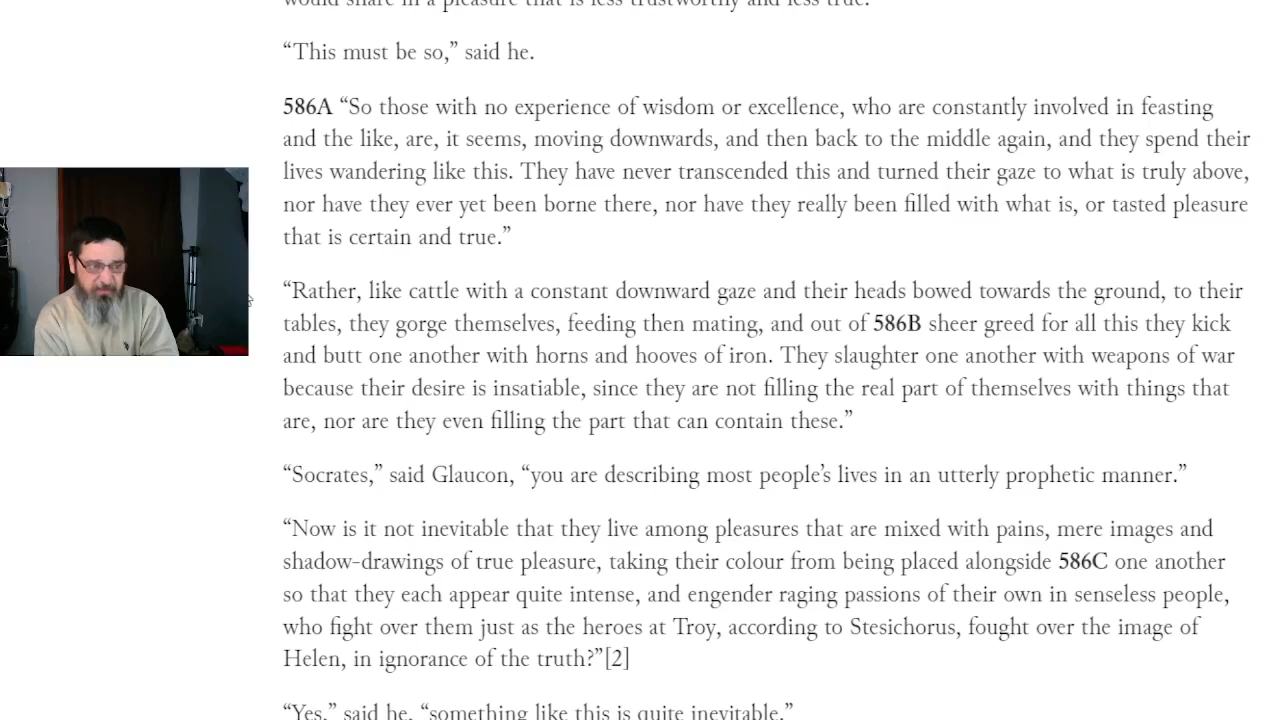 would share in a pleasure that is less trustworthy and less true.
“This must be so,” said he.
586A “So those with no experience of wisdom or excellence, who are constantly involved in feasting
and the like, are, it seems, moving downwards, and then back to the middle again, and they spend their
lives wandering like this. They have never transcended this and turned their gaze to what is truly above,
nor have they ever yet been borne there, nor have they really been filled with what is, or tasted pleasure
that is certain and true.”
“Rather, like cattle with a constant downward gaze and their heads bowed towards the ground, to their
tables, they gorge themselves, feeding then mating, and out of 586B sheer greed for all this they kick
and butt one another with horns and hooves of iron. They slaughter one another with weapons of war
because their desire is insatiable, since they are not filling the real part of themselves with things that
are, nor are they even filling the part that can contain these.”
“Socrates,” said Glaucon, “you are describing most people’s lives in an utterly prophetic manner.”
“Now is it not inevitable that they live among pleasures that are mixed with pains, mere images and
shadow-drawings of true pleasure, taking their colour from being placed alongside 586C one another
so that they each appear quite intense, and engender raging passions of their own in senseless people,
who fight over them just as the heroes at Troy, according to Stesichorus, fought over the image of
Helen, in ignorance of the truth?”[2]
“Yes,” said he, “something like this is quite inevitable.”